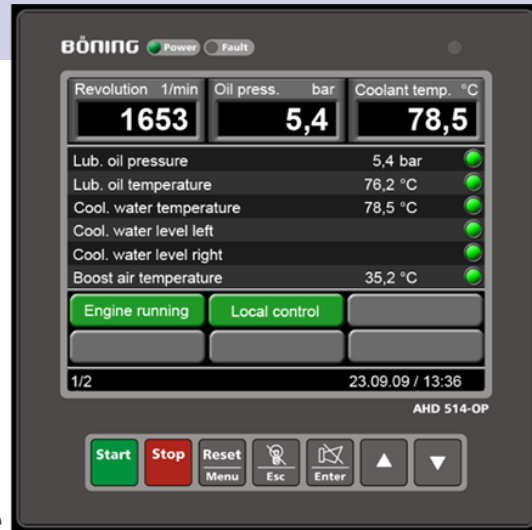 BÖNING Power Fault
Revolution 1/min Oil press. bar Coolant temp. °C
1653 5,4 78,5
Lub. oil pressure 5,4 bar
Lub. oil temperature 76,2 °C
Cool. water temperature 78,5 °C
Cool. water level left
Cool. water level right
Boost air temperature 35,2 °C
Engine running Local control
1/2 23.09.09 / 13:36
AHD 514-OP
Start Stop Reset
Menu Esc Enter